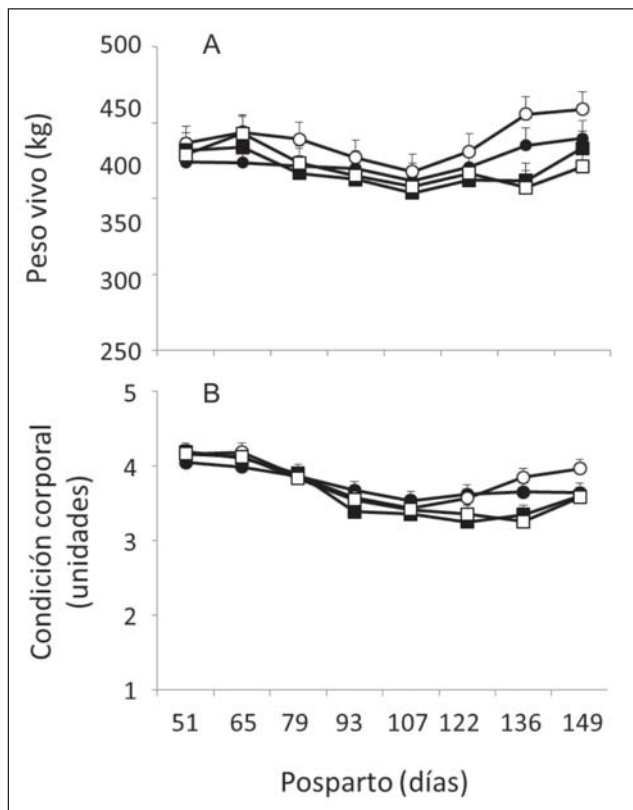 A
500
450
400
350
300
250
Peso vivo (kg)
B
5
4
3
2
1
Condición corporal
(unidades)
51 65 79 93 107 122 136 149
Posparto (días)